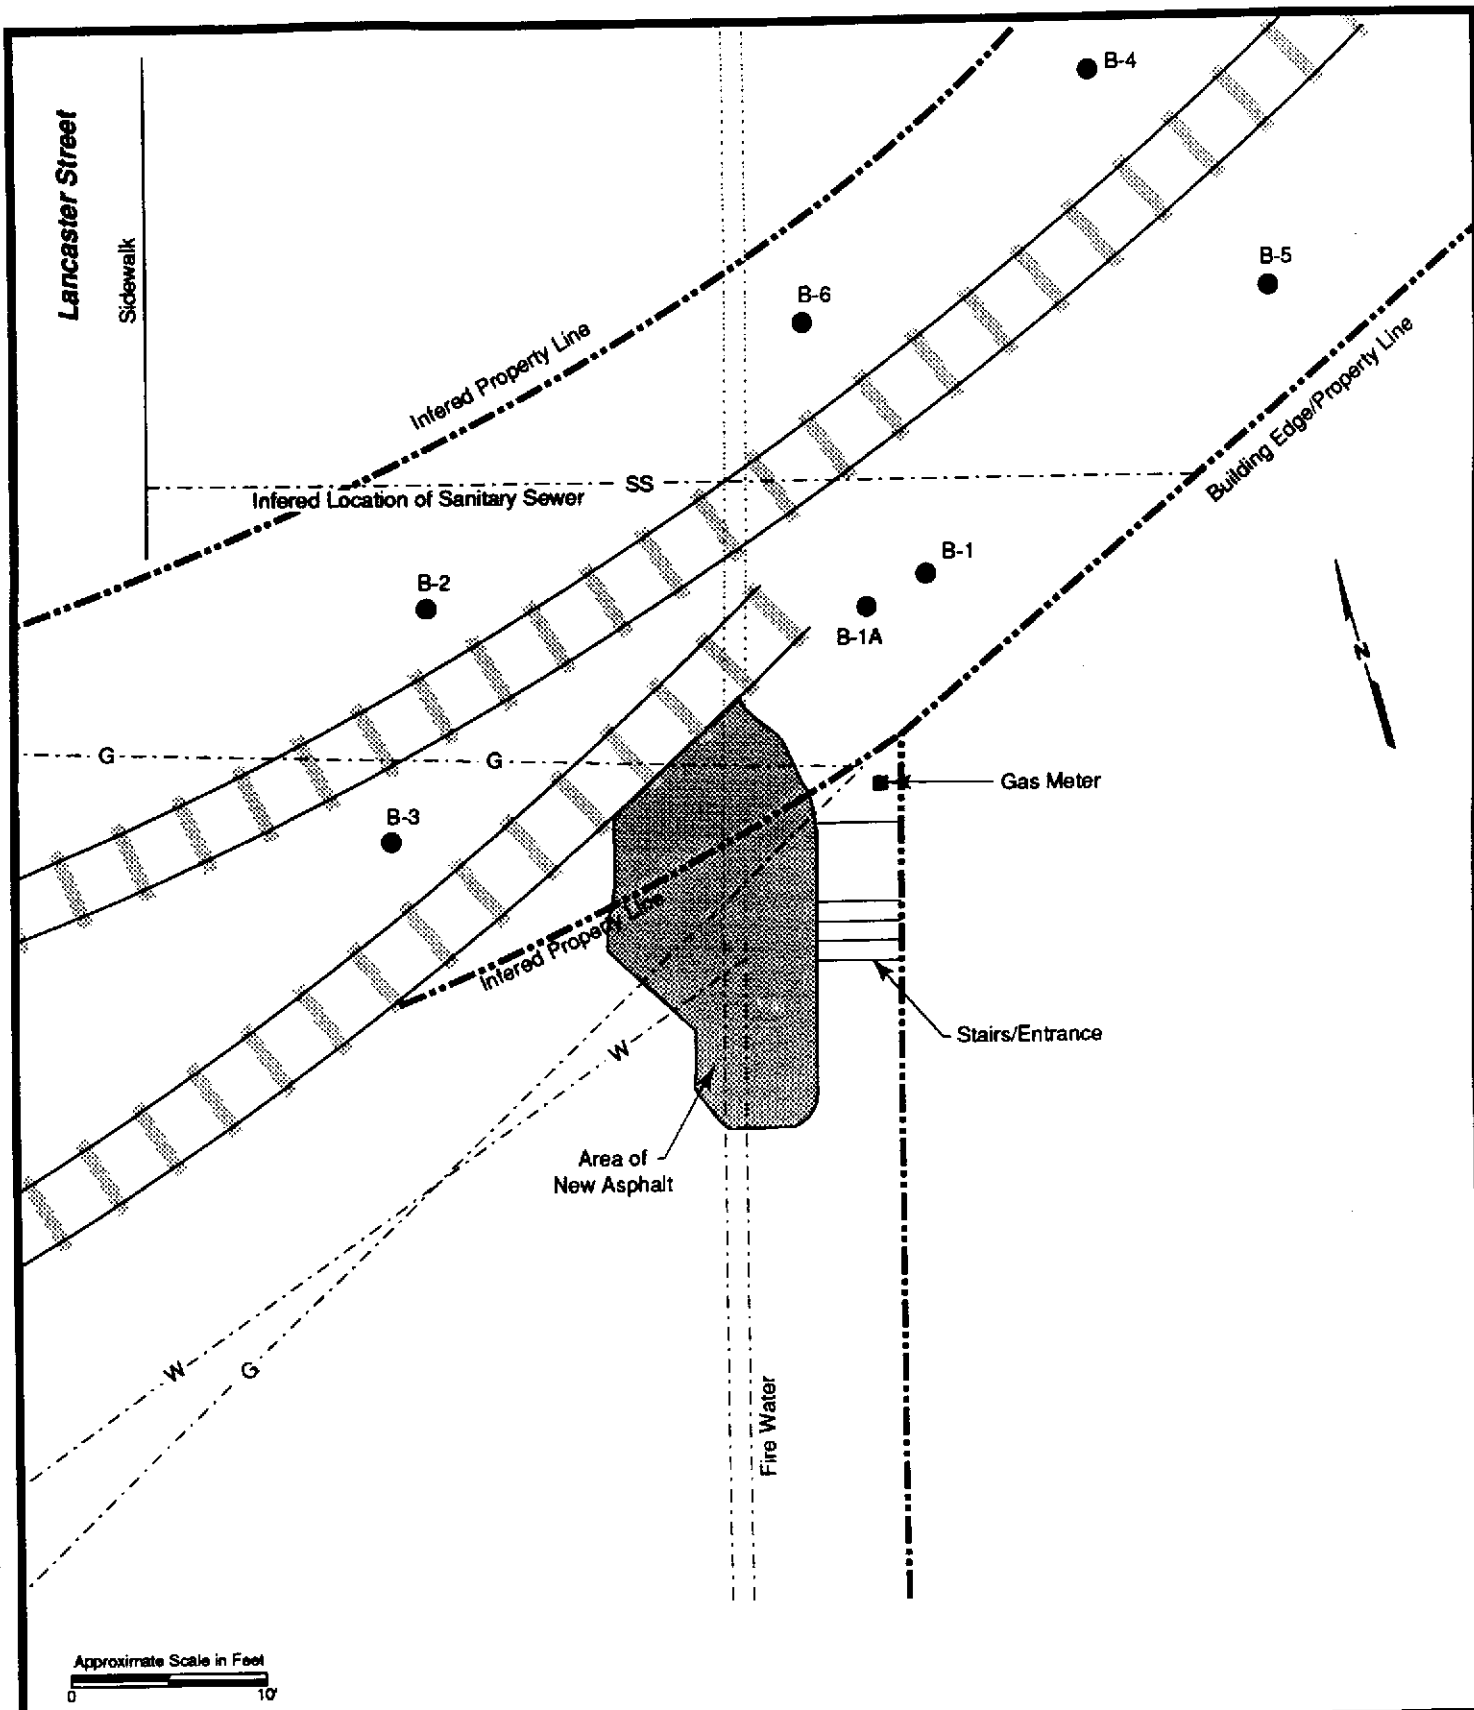 B-4
Lancaster Street
Sidewalk
B-5
B-6
Infered Property Line
Building Edge/Property Line
SS
Infered Location of Sanitary Sewer
B-1
B-2
B-1A
N
G
G
Gas Meter
B-3
Infered Property Line
Stairs/Entrance
W
Area of
New Asphalt
W
G
Fire Water
Approximate Scale in Feet
0
10'